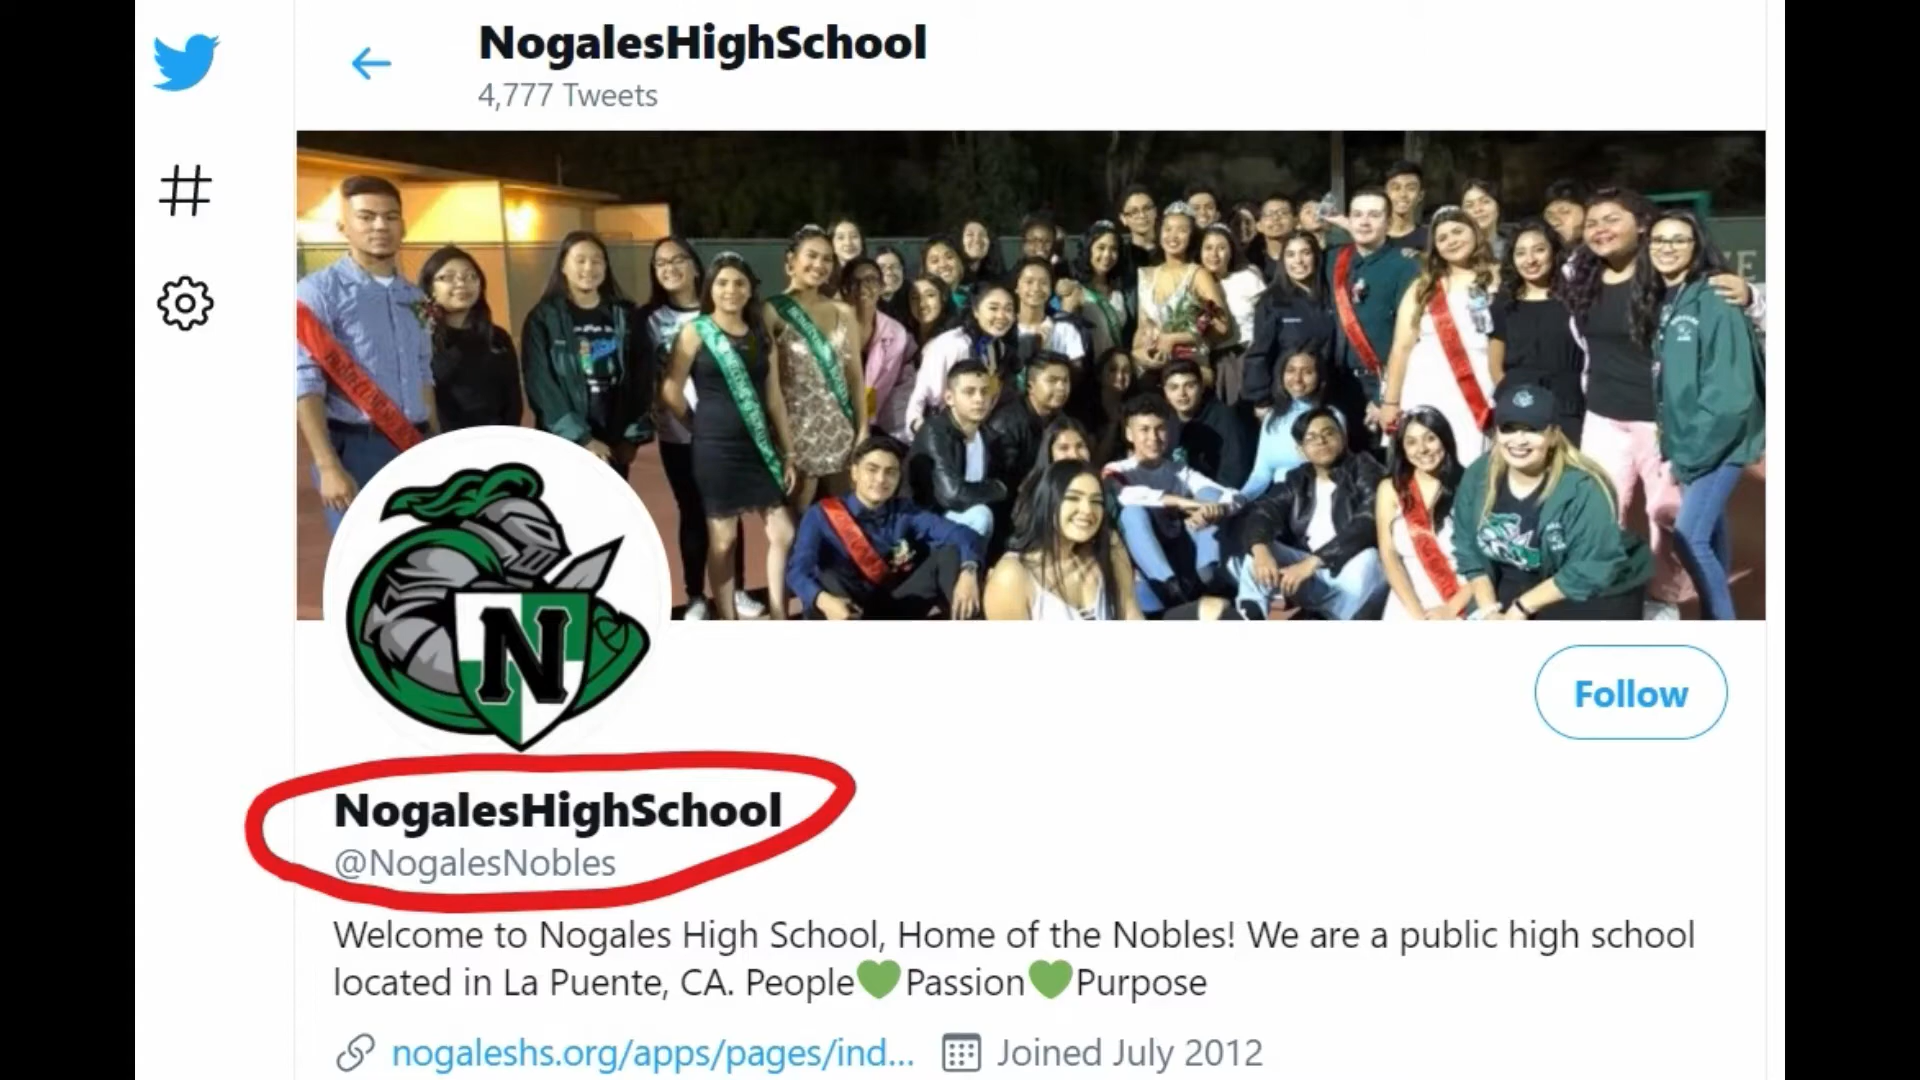 NogalesHighSchool
4,777 Tweets
N
NogalesHighSchool
@NogalesNobles
Welcome to Nogales High School, Home of the Nobles! We are a public high school
located in La Puente, CA. People💚Passion💚Purpose
nogaleshs.org/apps/pages/ind... Joined July 2012
Follow